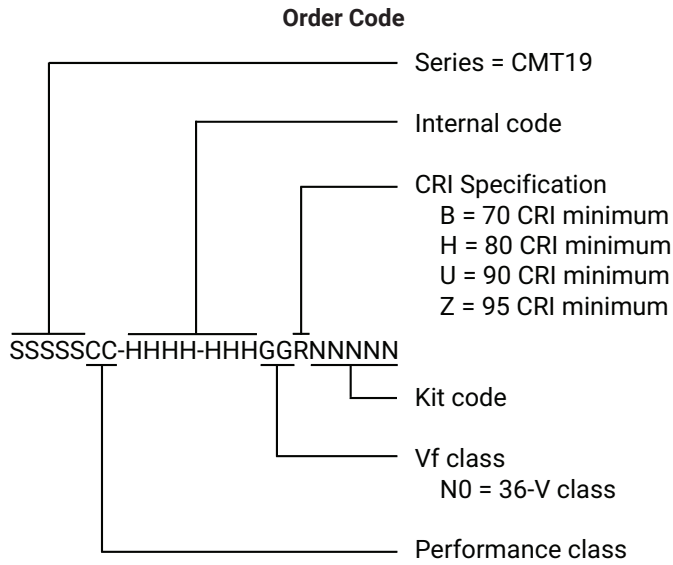 Order Code
Series = CMT19
Internal code
CRI Specification
B = 70 CRI minimum
H = 80 CRI minimum
U = 90 CRI minimum
Z = 95 CRI minimum
SSSSSCC-HHHH-HHHGGRNNNNN
Kit code
Vf class
N0 = 36-V class
Performance class